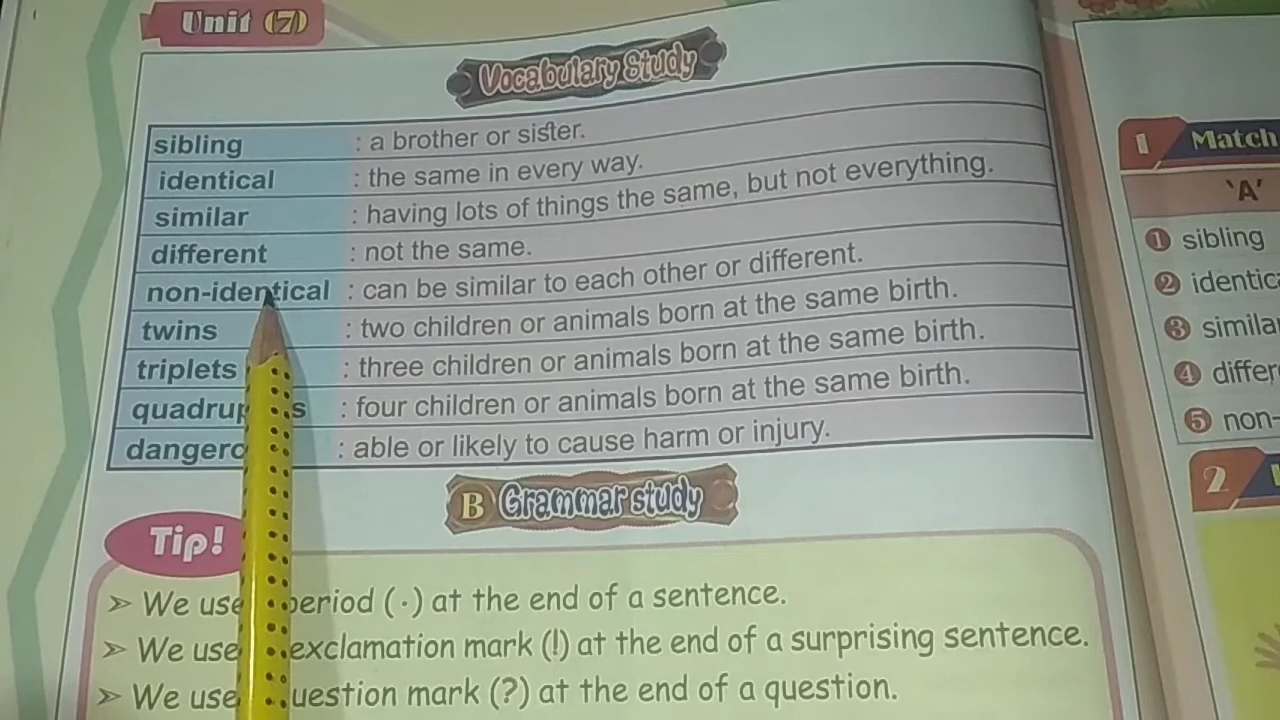 Unit (7)
Vocabulary Study
sibling : a brother or sister.
identical : the same in every way.
similar : having lots of things the same, but not everything.
different : not the same.
non-identical : can be similar to each other or different.
twins : two children or animals born at the same birth.
triplets : three children or animals born at the same birth.
: four children or animals born at the same birth.
: able or likely to cause harm or injury.
B Grammar study
Tip!
➢ We use period (.) at the end of a sentence.
➢ We use exclamation mark (!) at the end of a surprising sentence.
➢ We use mark (?) at the end of a question.
1 Match
'A'
1 sibling
2
3
4
5 non-
2